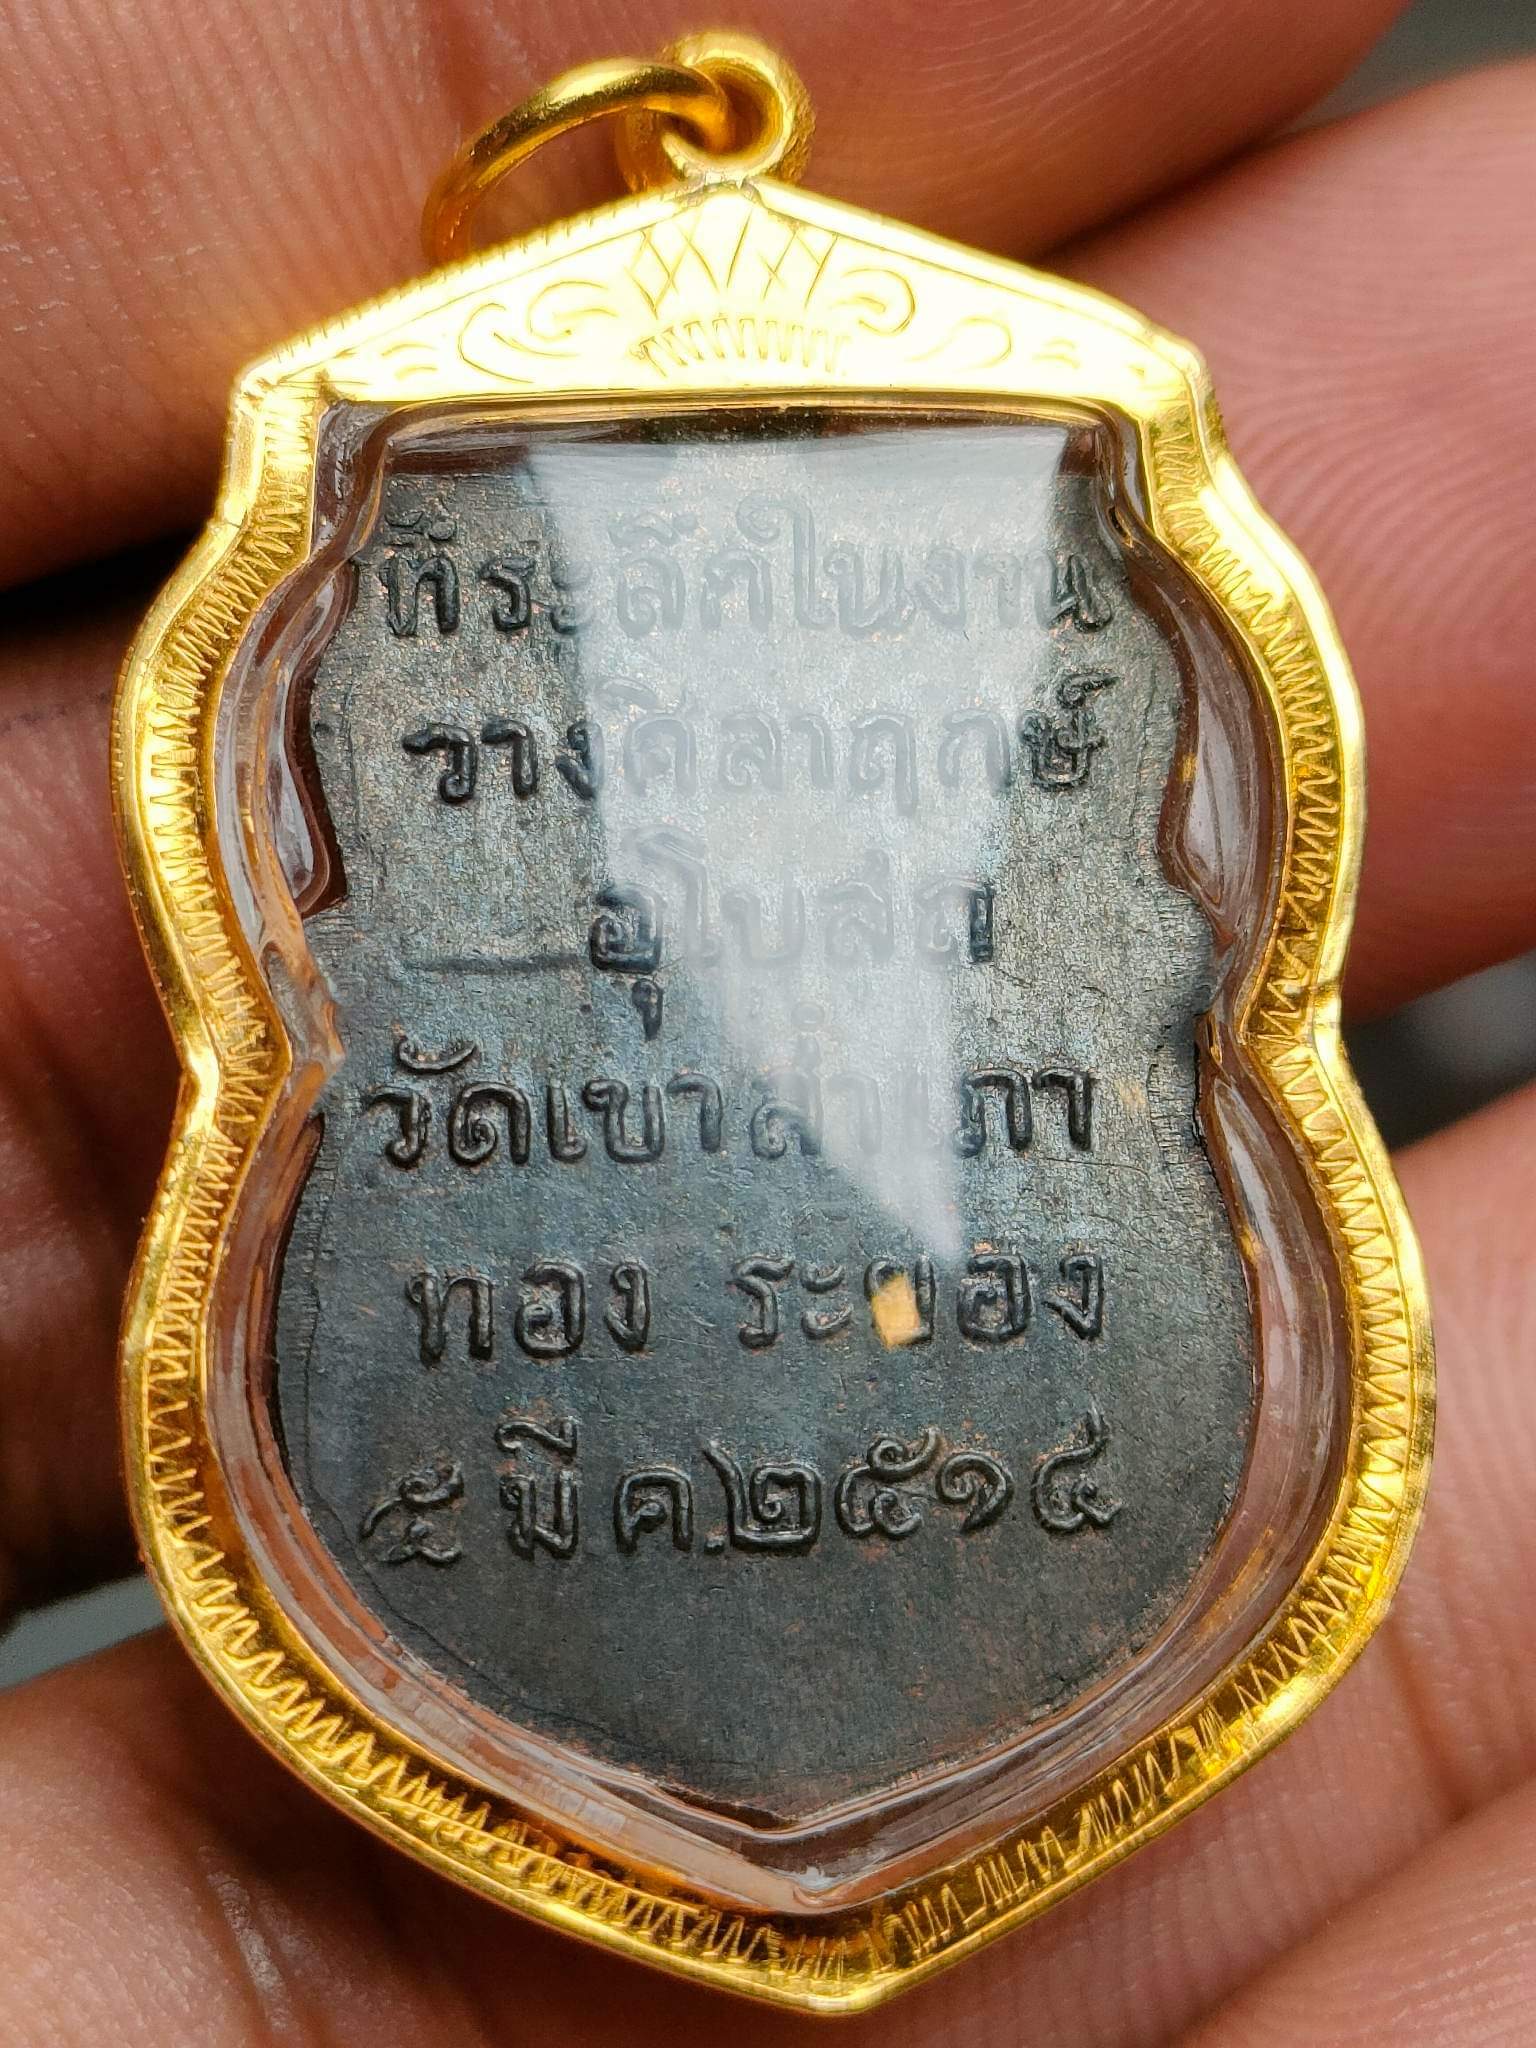 ที่ระลึกในงาน
วางศิลาฤกษ์
อุโบสถ
วัดเขาสำเภา
ทอง ระยอง
๕ มี ค.๒๕๑๔